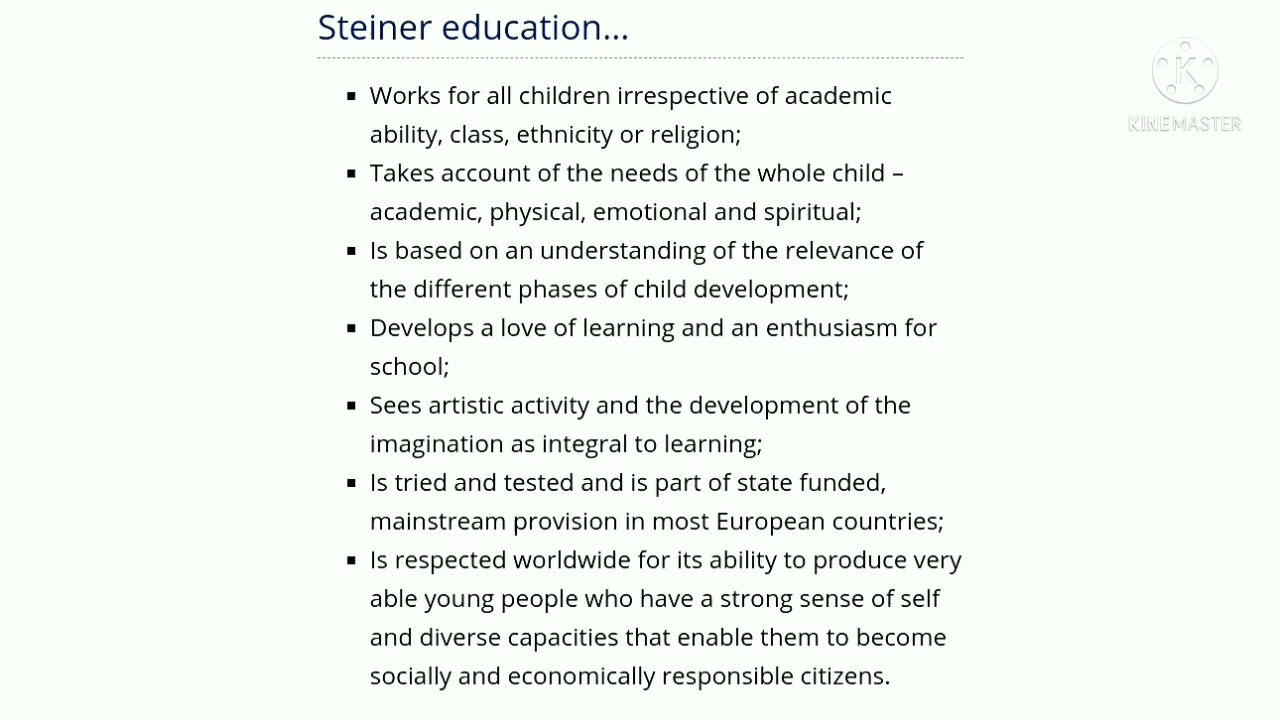 Steiner education...
▪ Works for all children irrespective of academic
ability, class, ethnicity or religion;
▪ Takes account of the needs of the whole child –
academic, physical, emotional and spiritual;
▪ Is based on an understanding of the relevance of
the different phases of child development;
▪ Develops a love of learning and an enthusiasm for
school;
▪ Sees artistic activity and the development of the
imagination as integral to learning;
▪ Is tried and tested and is part of state funded,
mainstream provision in most European countries;
▪ Is respected worldwide for its ability to produce very
able young people who have a strong sense of self
and diverse capacities that enable them to become
socially and economically responsible citizens.
K
KINEMASTER